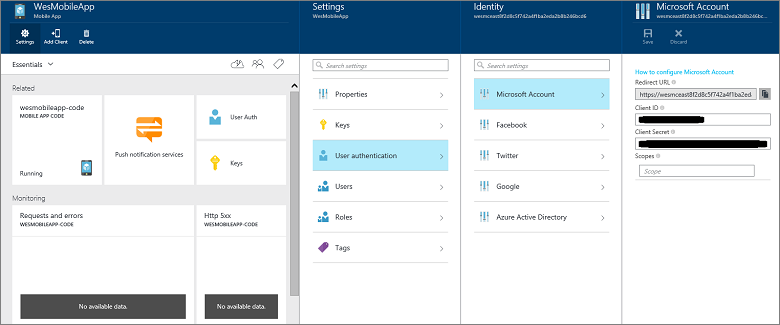 WesMobileApp
Mobile App
Settings
Add Client
Delete
Essentials
Related
wesmobileapp-code
MOBILE APP CODE
Running
Push notification services
User Auth
Keys
Monitoring
Requests and errors
WESMOBILEAPP-CODE
No available data.
Http 5xx
WESMOBILEAPP-CODE
No available data.
Settings
WesMobileApp
Search settings
Properties
Keys
User authentication
Users
Roles
Tags
Identity
wesmceast8f2d8c5f742a4f1ba2eda2b8b246bcd6
Search settings
Microsoft Account
Facebook
Twitter
Google
Azure Active Directory
Microsoft Account
wesmceast8f2d8c5f742a4f1ba2eda2b8b246bc...
Save
Discard
How to configure Microsoft Account
Redirect URL
https://wesmceast8f2d8c5f742a4f1ba2eda
Client ID
Client Secret
Scopes
Scope